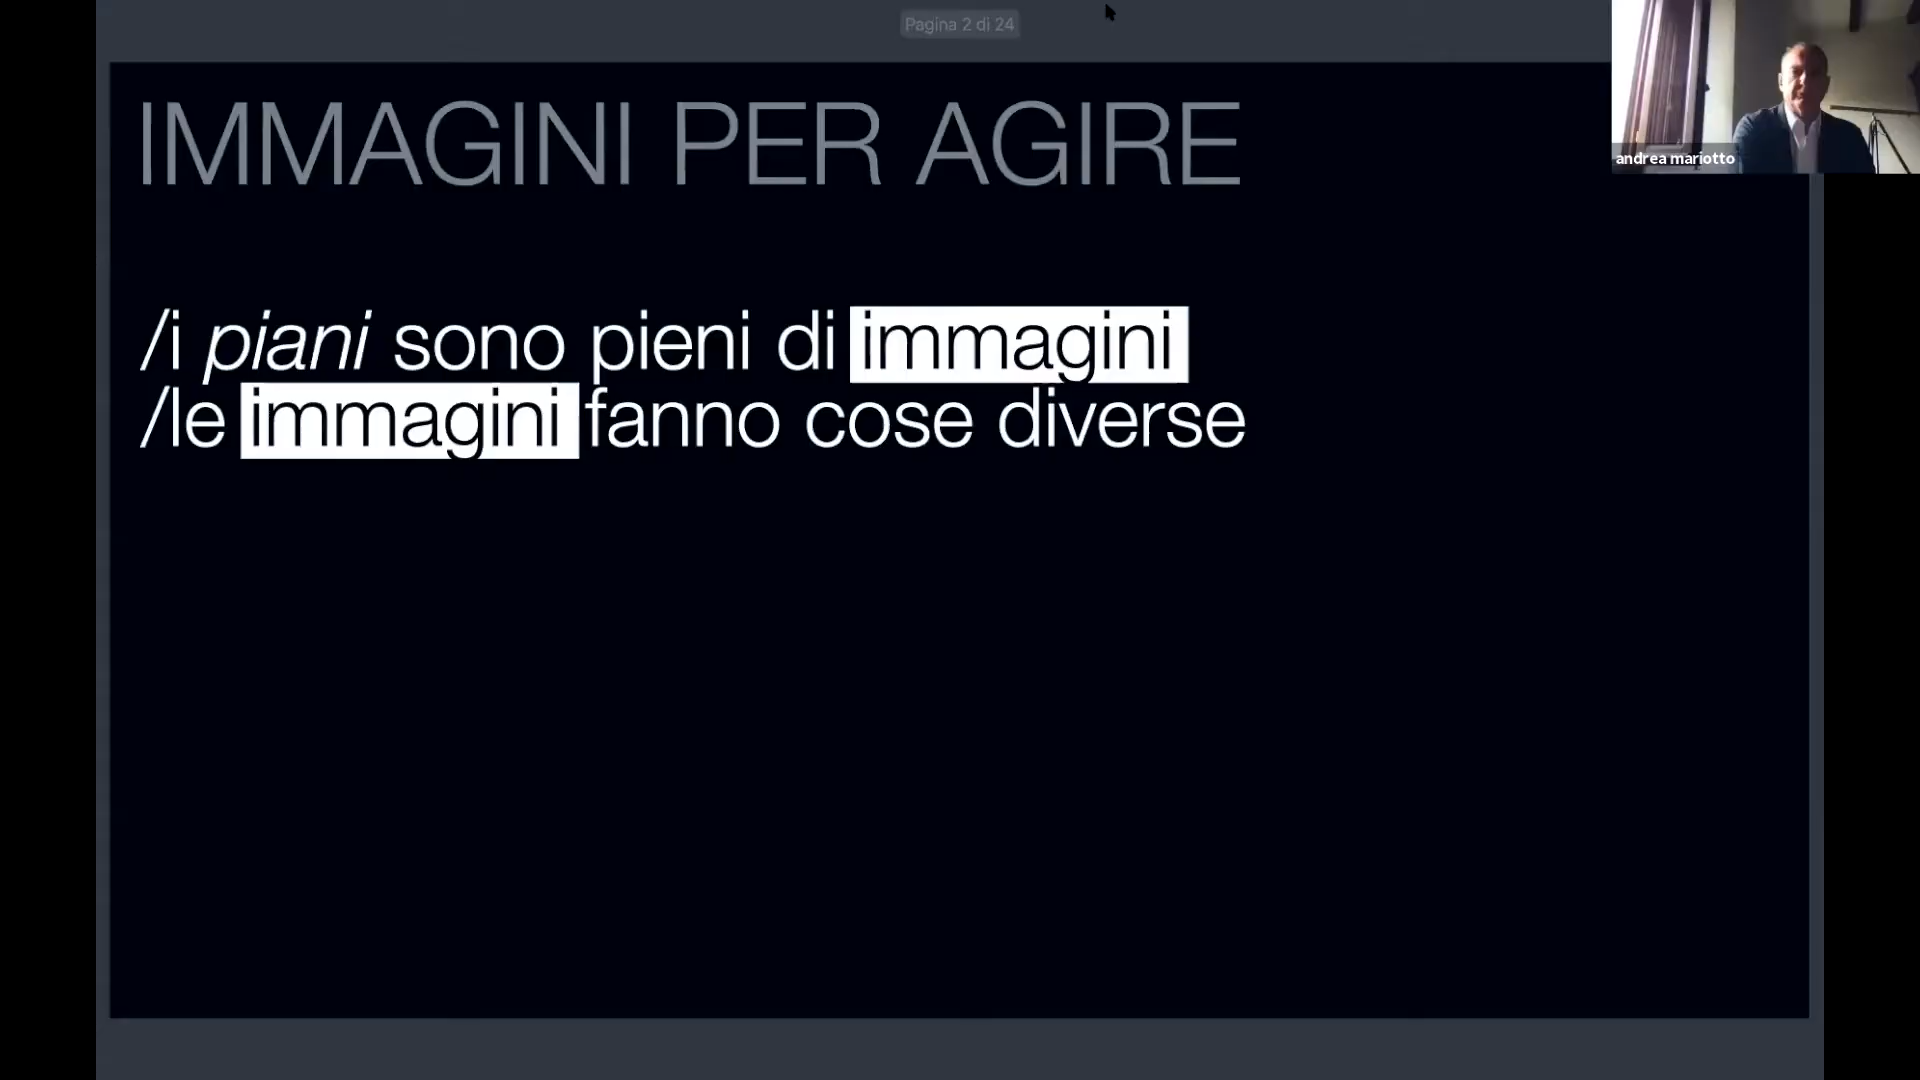 Pagina 2 di 24
andrea mariotto
IMMAGINI PER AGIRE
/i piani sono pieni di immagini
/le immagini fanno cose diverse